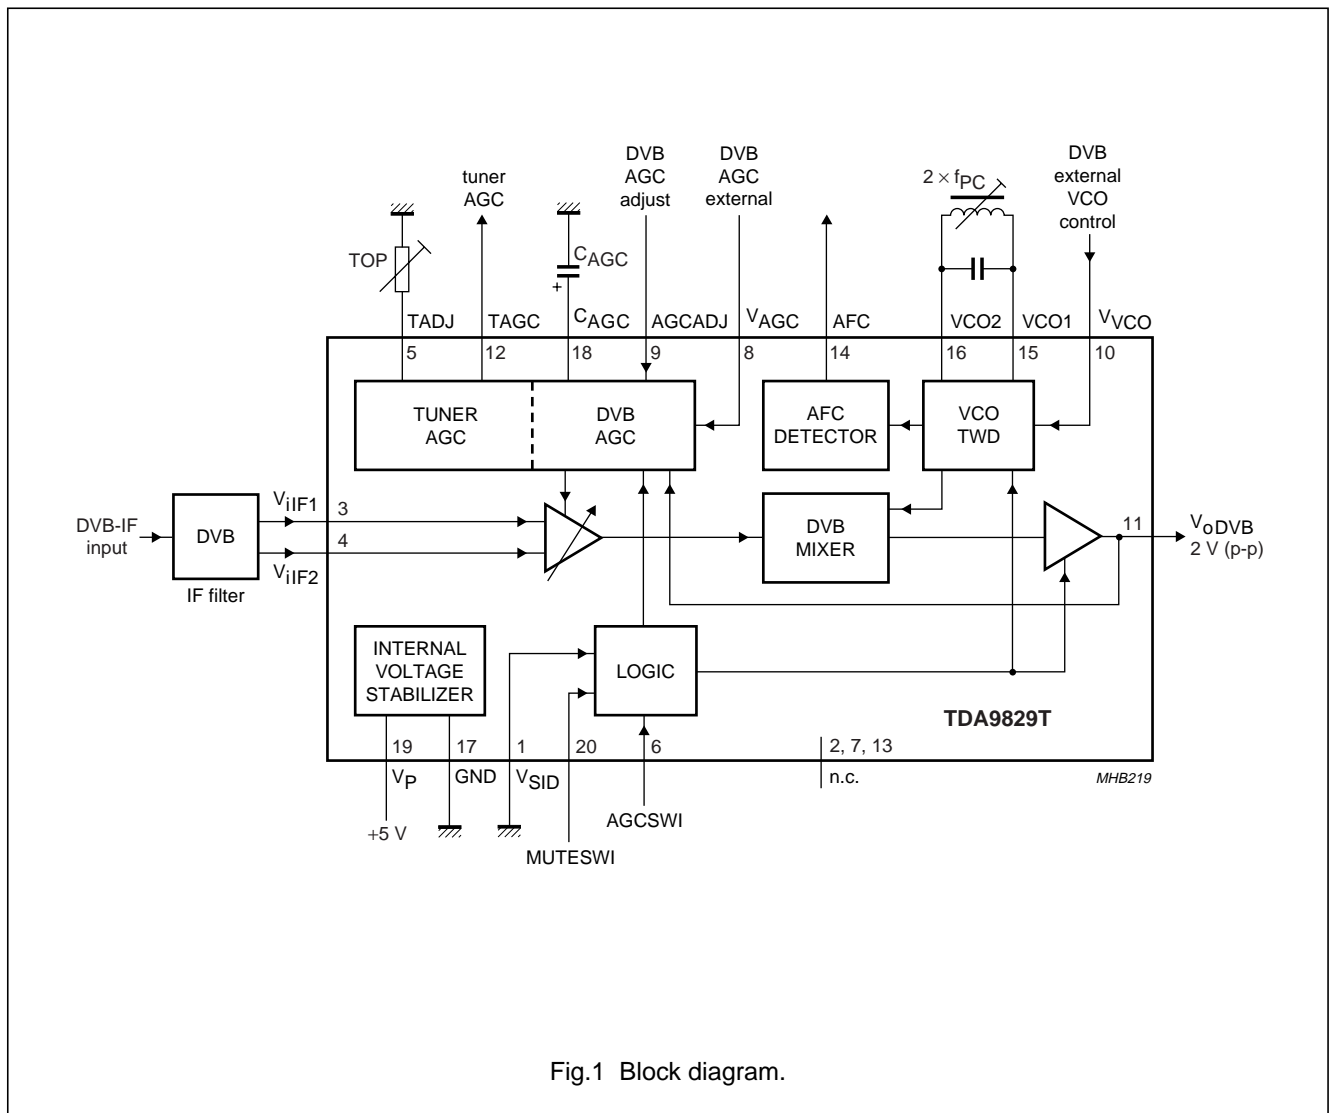 DVB
AGC
adjust
DVB
AGC
external
DVB
external
VCO
control
tuner
AGC
2 × fPC
TOP
CAGC
+
TADJ
TAGC
CAGC
AGCADJ
VAGC
AFC
VCO2
VCO1
VVCO
5
12
18
9
8
14
16
15
10
TUNER
AGC
DVB
AGC
AFC
DETECTOR
VCO
TWD
DVB-IF
input
DVB
IF filter
ViIF1
3
4
ViIF2
DVB
MIXER
11
VoDVB
2 V (p-p)
INTERNAL
VOLTAGE
STABILIZER
LOGIC
TDA9829T
19
17
1
20
6
2, 7, 13
VP
GND
VSID
n.c.
MHB219
+5 V
AGCSWI
MUTESWI
Fig.1 Block diagram.